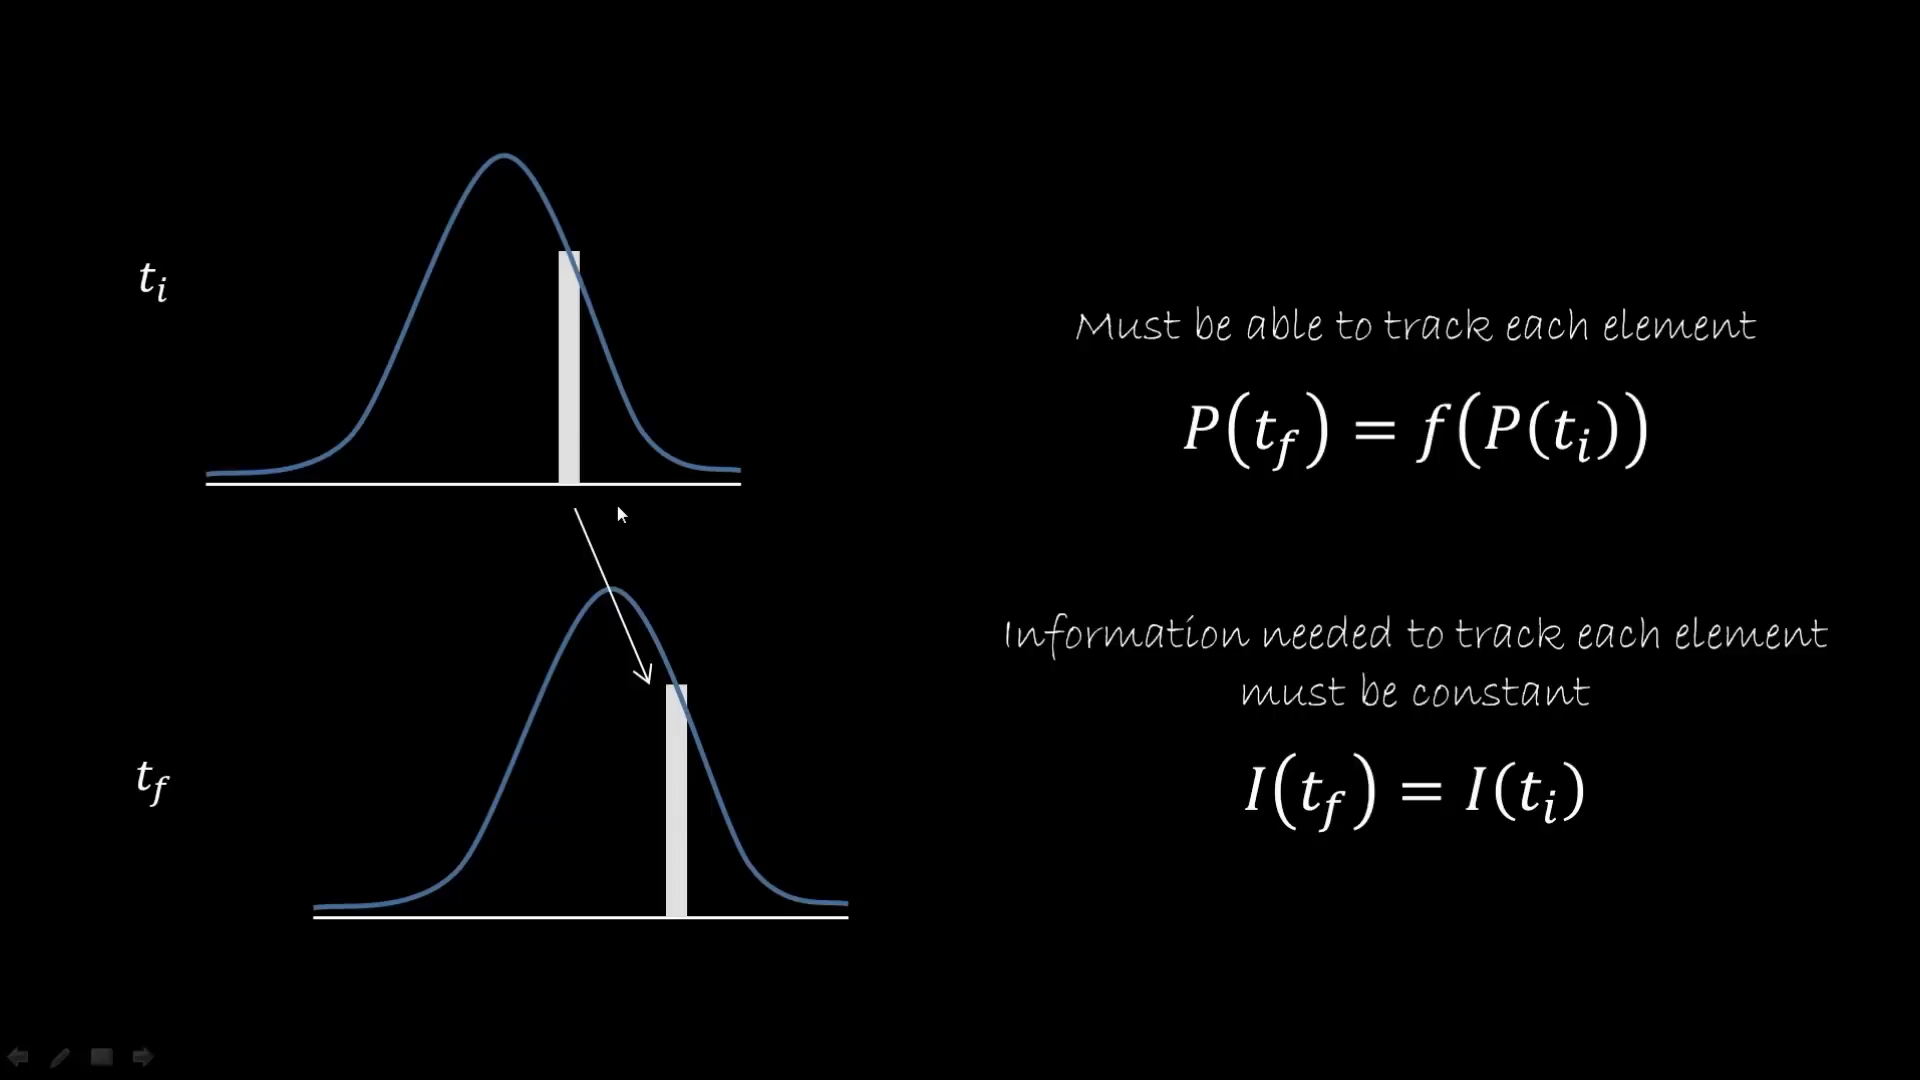 t_i
Must be able to track each element
P(t_f) = f(P(t_i))
Information needed to track each element
must be constant
t_f
I(t_f) = I(t_i)